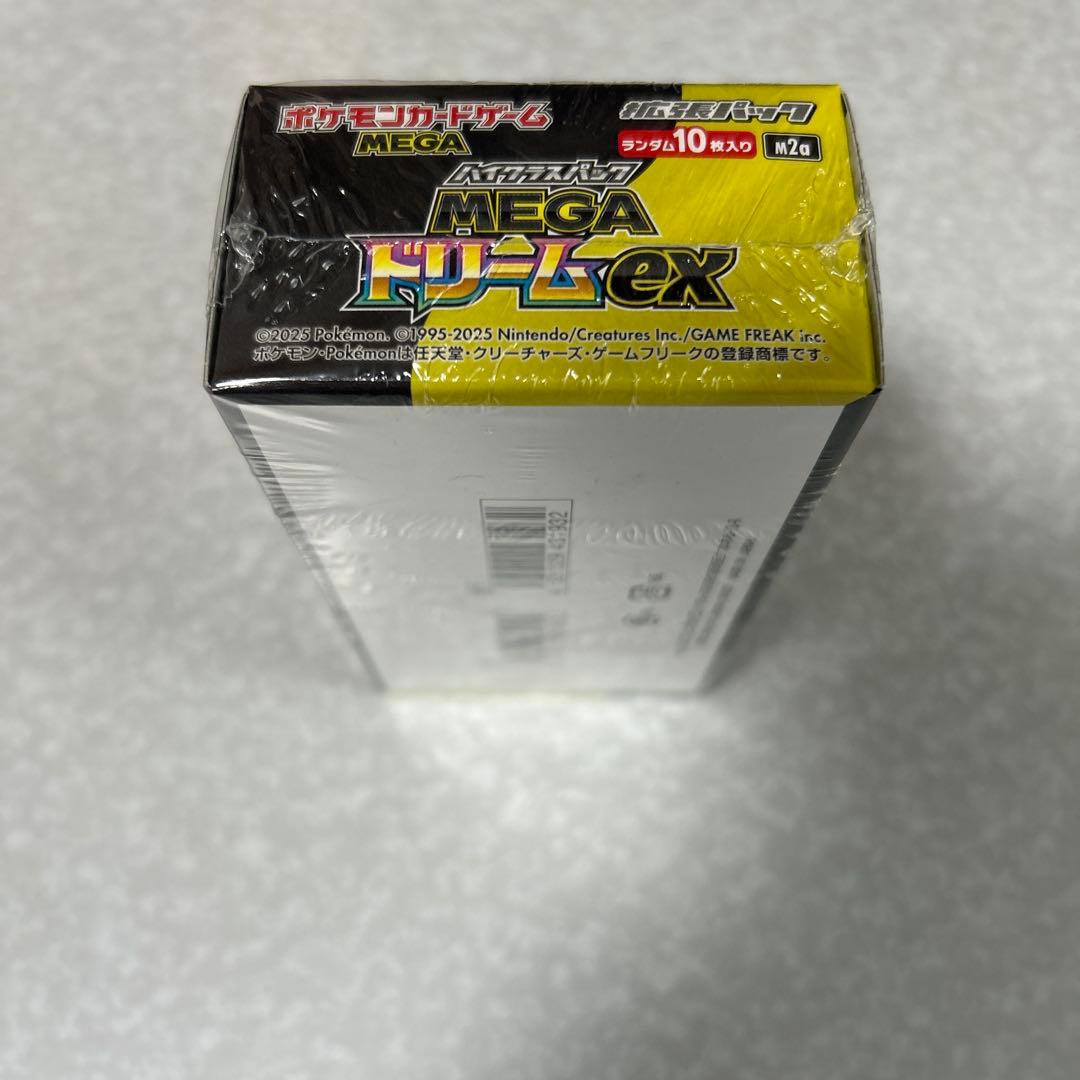 ポケモンカードゲーム
MEGA
拡張パック
ランダム10枚入り
M2a
ハイクラスパック
MEGA
ドリームex
©2025 Pokémon. ©1995-2025 Nintendo/Creatures Inc./GAME FREAK inc.
ポケモン・Pokémonは任天堂・クリーチャーズ・ゲームフリークの登録商標です。